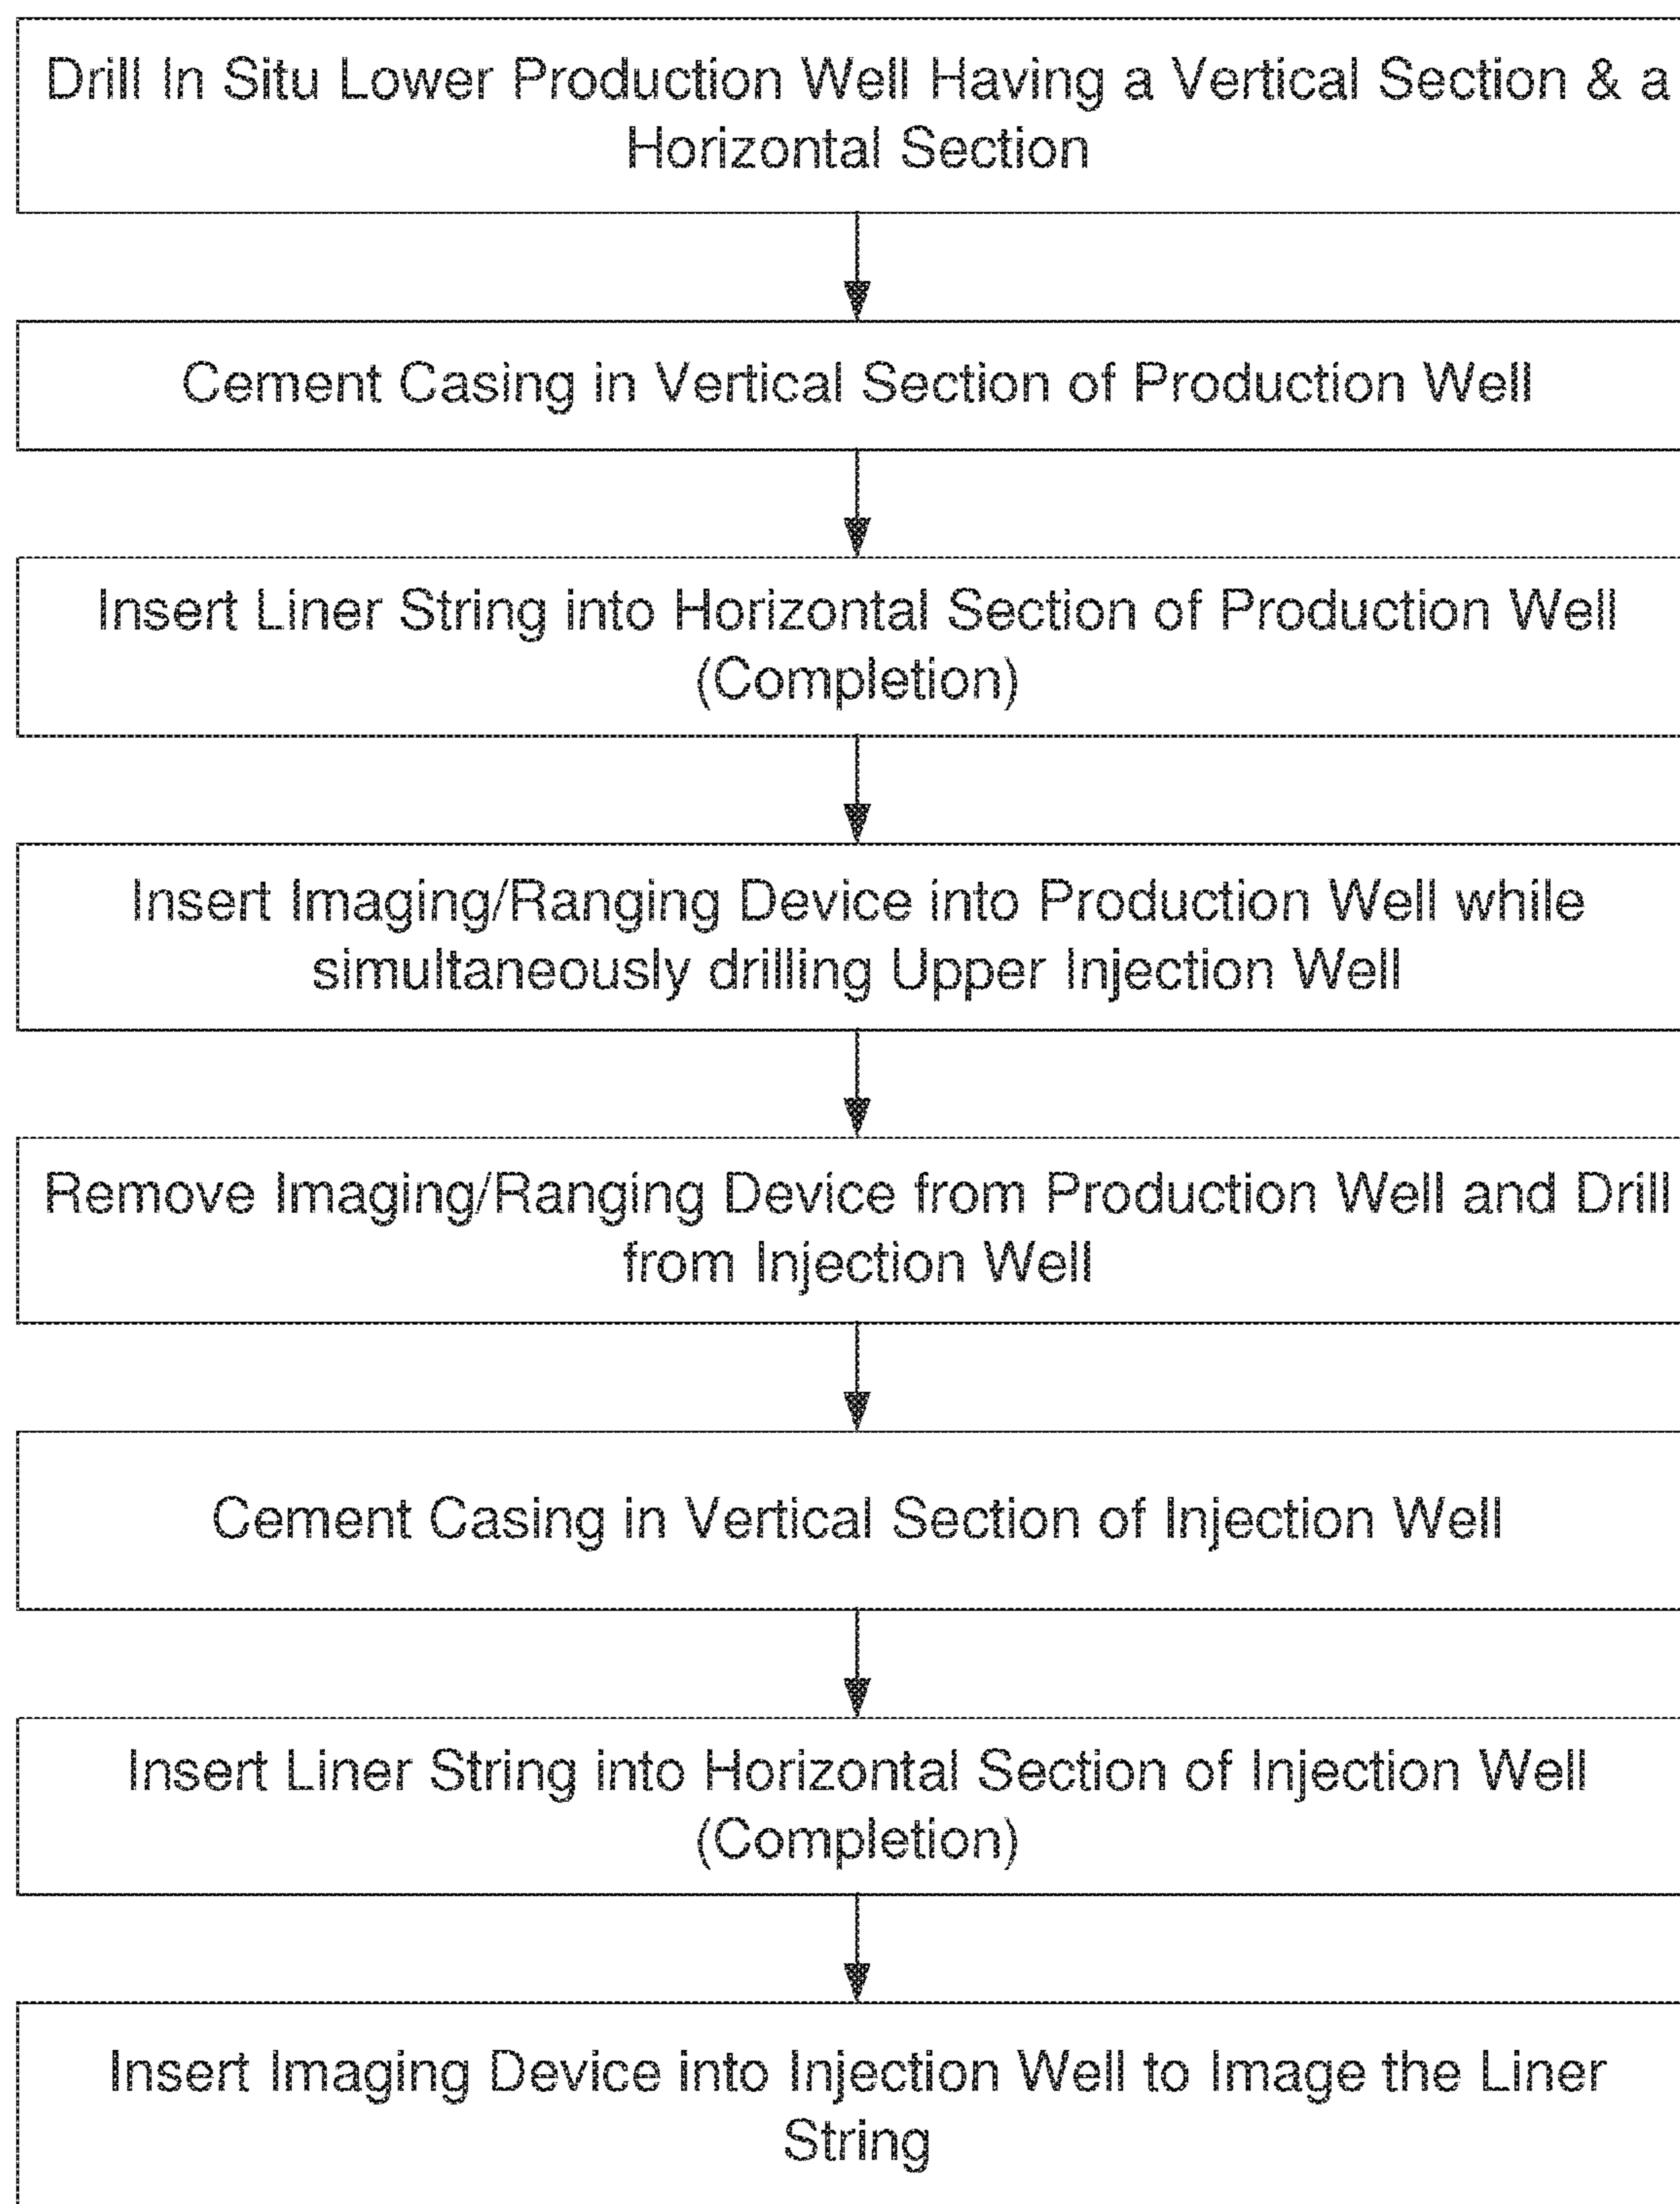 Drill In Situ Lower Production Well Having a Vertical Section & a
Horizontal Section
Cement Casing in Vertical Section of Production Well
Insert Liner String into Horizontal Section of Production Well
(Completion)
Insert Imaging/Ranging Device into Production Well while
simultaneously drilling Upper Injection Well
Remove Imaging/Ranging Device from Production Well and Drill
from Injection Well
Cement Casing in Vertical Section of Injection Well
Insert Liner String into Horizontal Section of Injection Well
(Completion)
Insert Imaging Device into Injection Well to Image the Liner
String